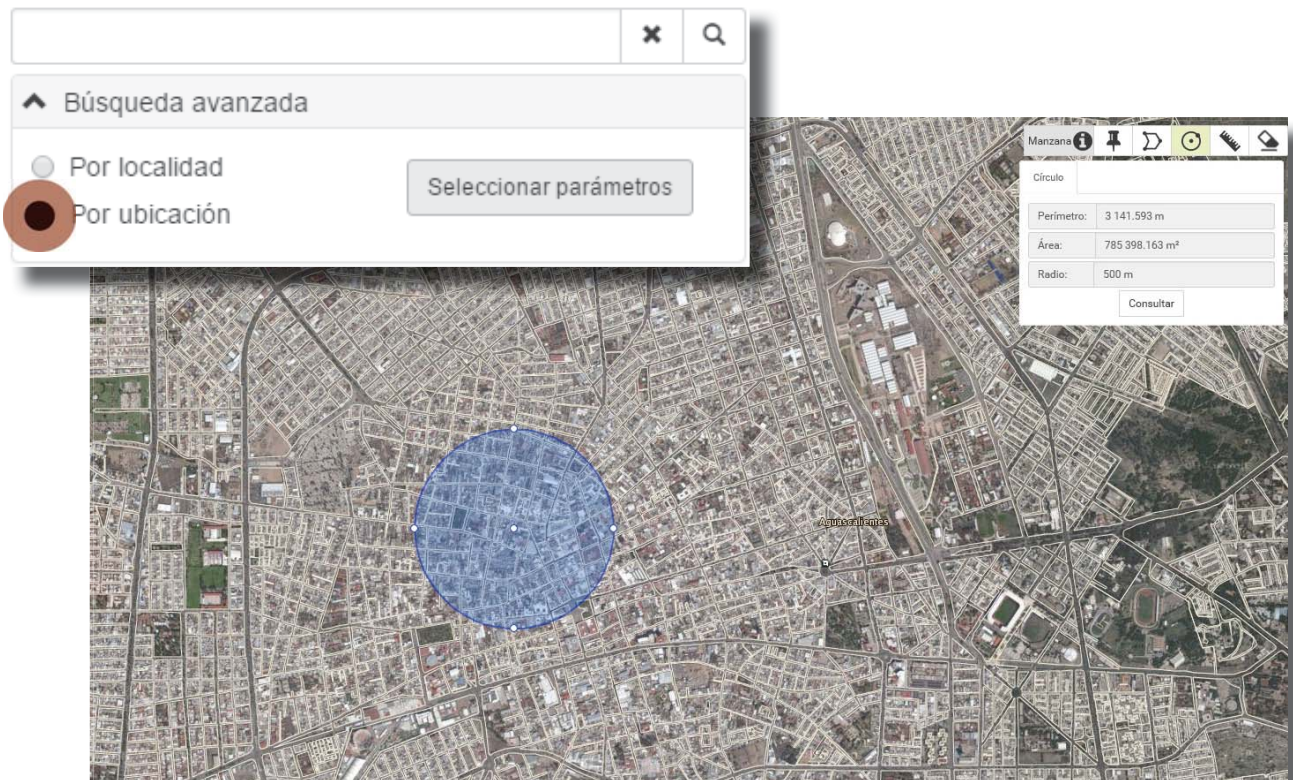 Búsqueda avanzada
Por localidad
Seleccionar parámetros
Por ubicación
Manzana
Círculo
Perímetro: 3 141.593 m
Área: 785 398.163 m²
Radio: 500 m
Consultar
Aguascalientes